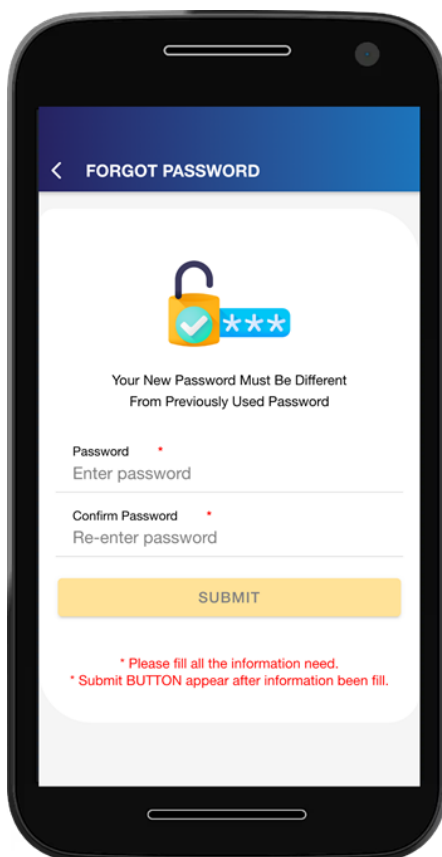 FORGOT PASSWORD
***
Your New Password Must Be Different
From Previously Used Password
Password *
Enter password
Confirm Password *
Re-enter password
SUBMIT
* Please fill all the information need.
* Submit BUTTON appear after information been fill.